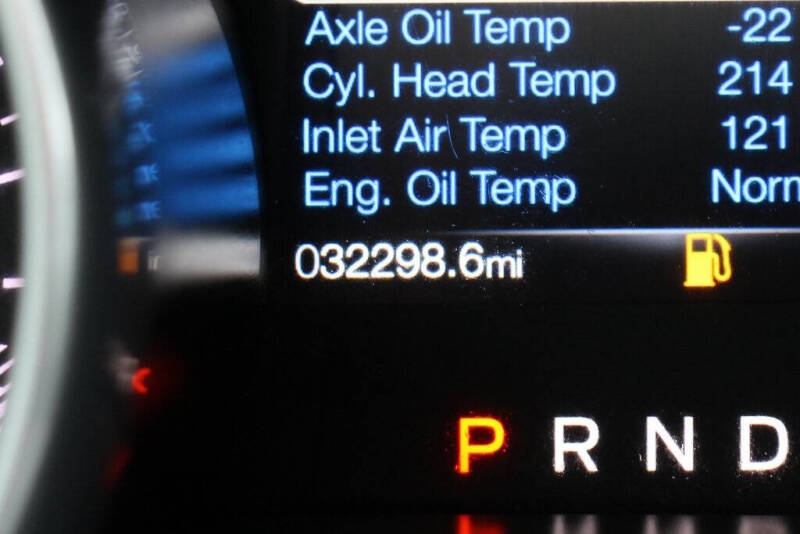 Axle Oil Temp -22
Cyl. Head Temp 214
Inlet Air Temp 121
Eng. Oil Temp Norm
032298.6mi
P R N D